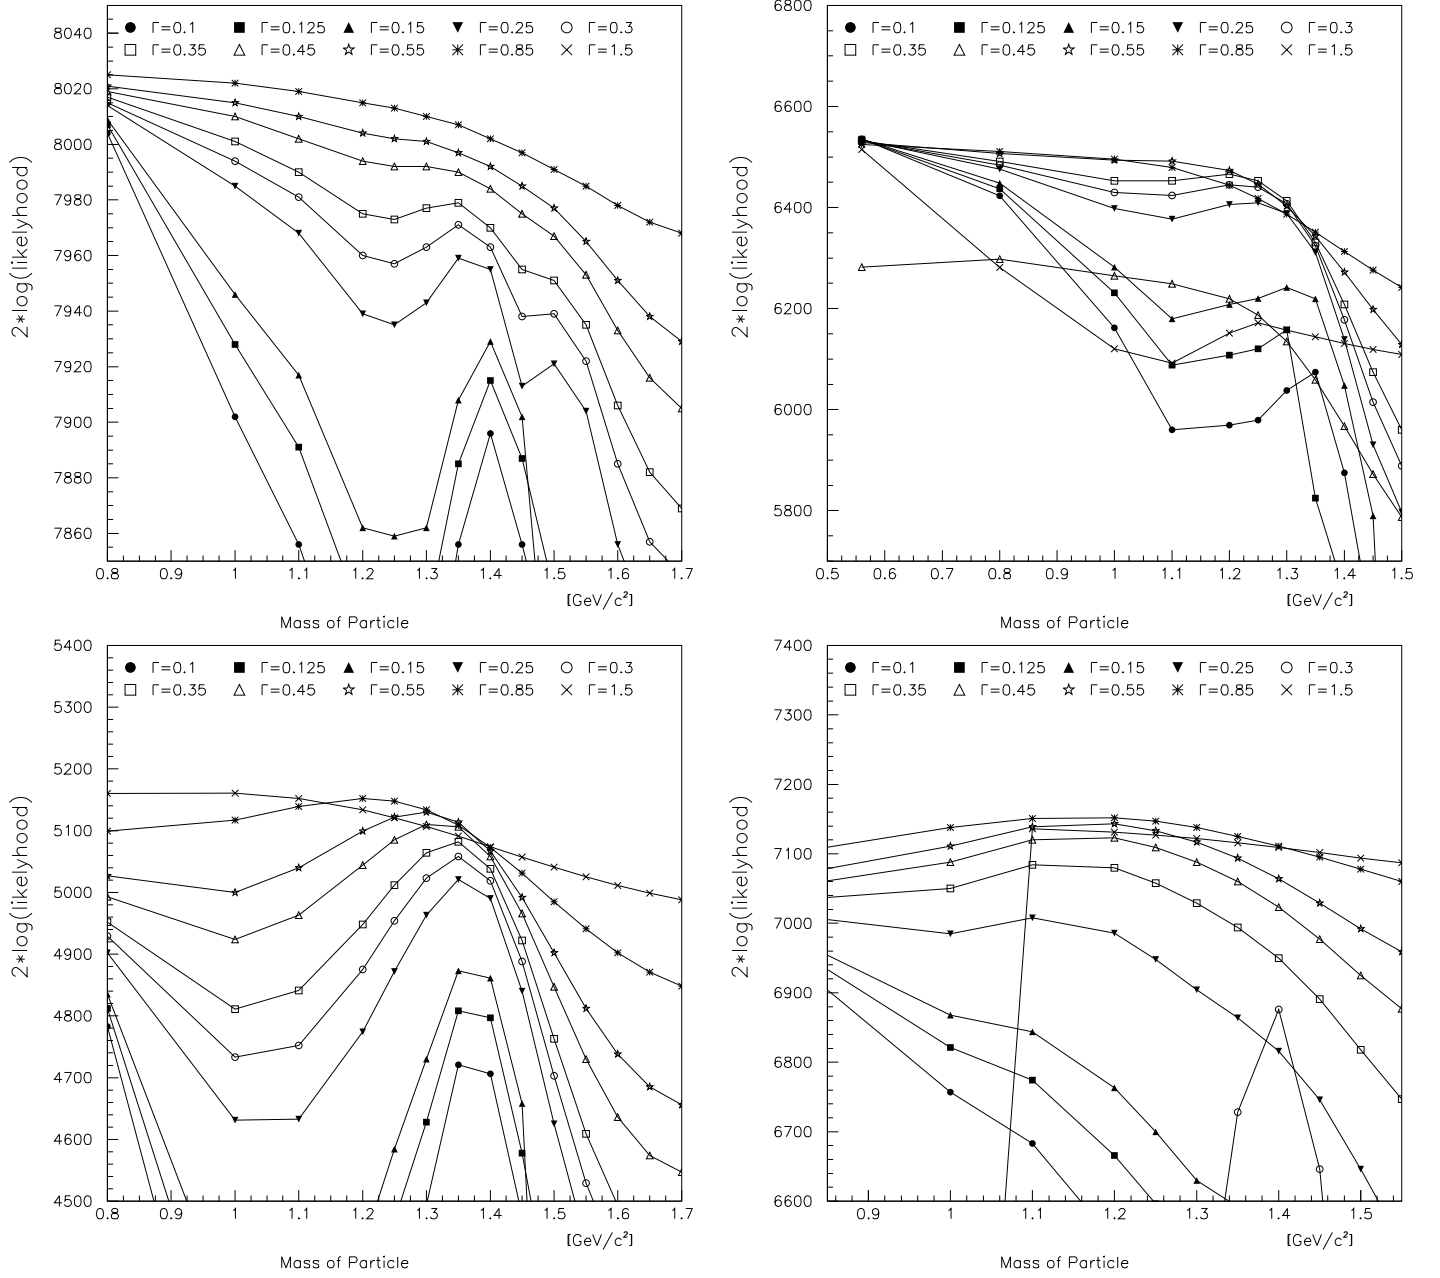 Γ=0.1 Γ=0.125 Γ=0.15 Γ=0.25 Γ=0.3
Γ=0.35 Γ=0.45 Γ=0.55 Γ=0.85 Γ=1.5
2*log(likelyhood)
8040
8020
8000
7980
7960
7940
7920
7900
7880
7860
0.8 0.9 1 1.1 1.2 1.3 1.4 1.5 1.6 1.7
[GeV/c²]
Mass of Particle
Γ=0.1 Γ=0.125 Γ=0.15 Γ=0.25 Γ=0.3
Γ=0.35 Γ=0.45 Γ=0.55 Γ=0.85 Γ=1.5
2*log(likelyhood)
6800
6600
6400
6200
6000
5800
0.5 0.6 0.7 0.8 0.9 1 1.1 1.2 1.3 1.4 1.5
[GeV/c²]
Mass of Particle
Γ=0.1 Γ=0.125 Γ=0.15 Γ=0.25 Γ=0.3
Γ=0.35 Γ=0.45 Γ=0.55 Γ=0.85 Γ=1.5
2*log(likelyhood)
5400
5300
5200
5100
5000
4900
4800
4700
4600
4500
0.8 0.9 1 1.1 1.2 1.3 1.4 1.5 1.6 1.7
[GeV/c²]
Mass of Particle
Γ=0.1 Γ=0.125 Γ=0.15 Γ=0.25 Γ=0.3
Γ=0.35 Γ=0.45 Γ=0.55 Γ=0.85 Γ=1.5
2*log(likelyhood)
7400
7300
7200
7100
7000
6900
6800
6700
6600
0.9 1 1.1 1.2 1.3 1.4 1.5
[GeV/c²]
Mass of Particle